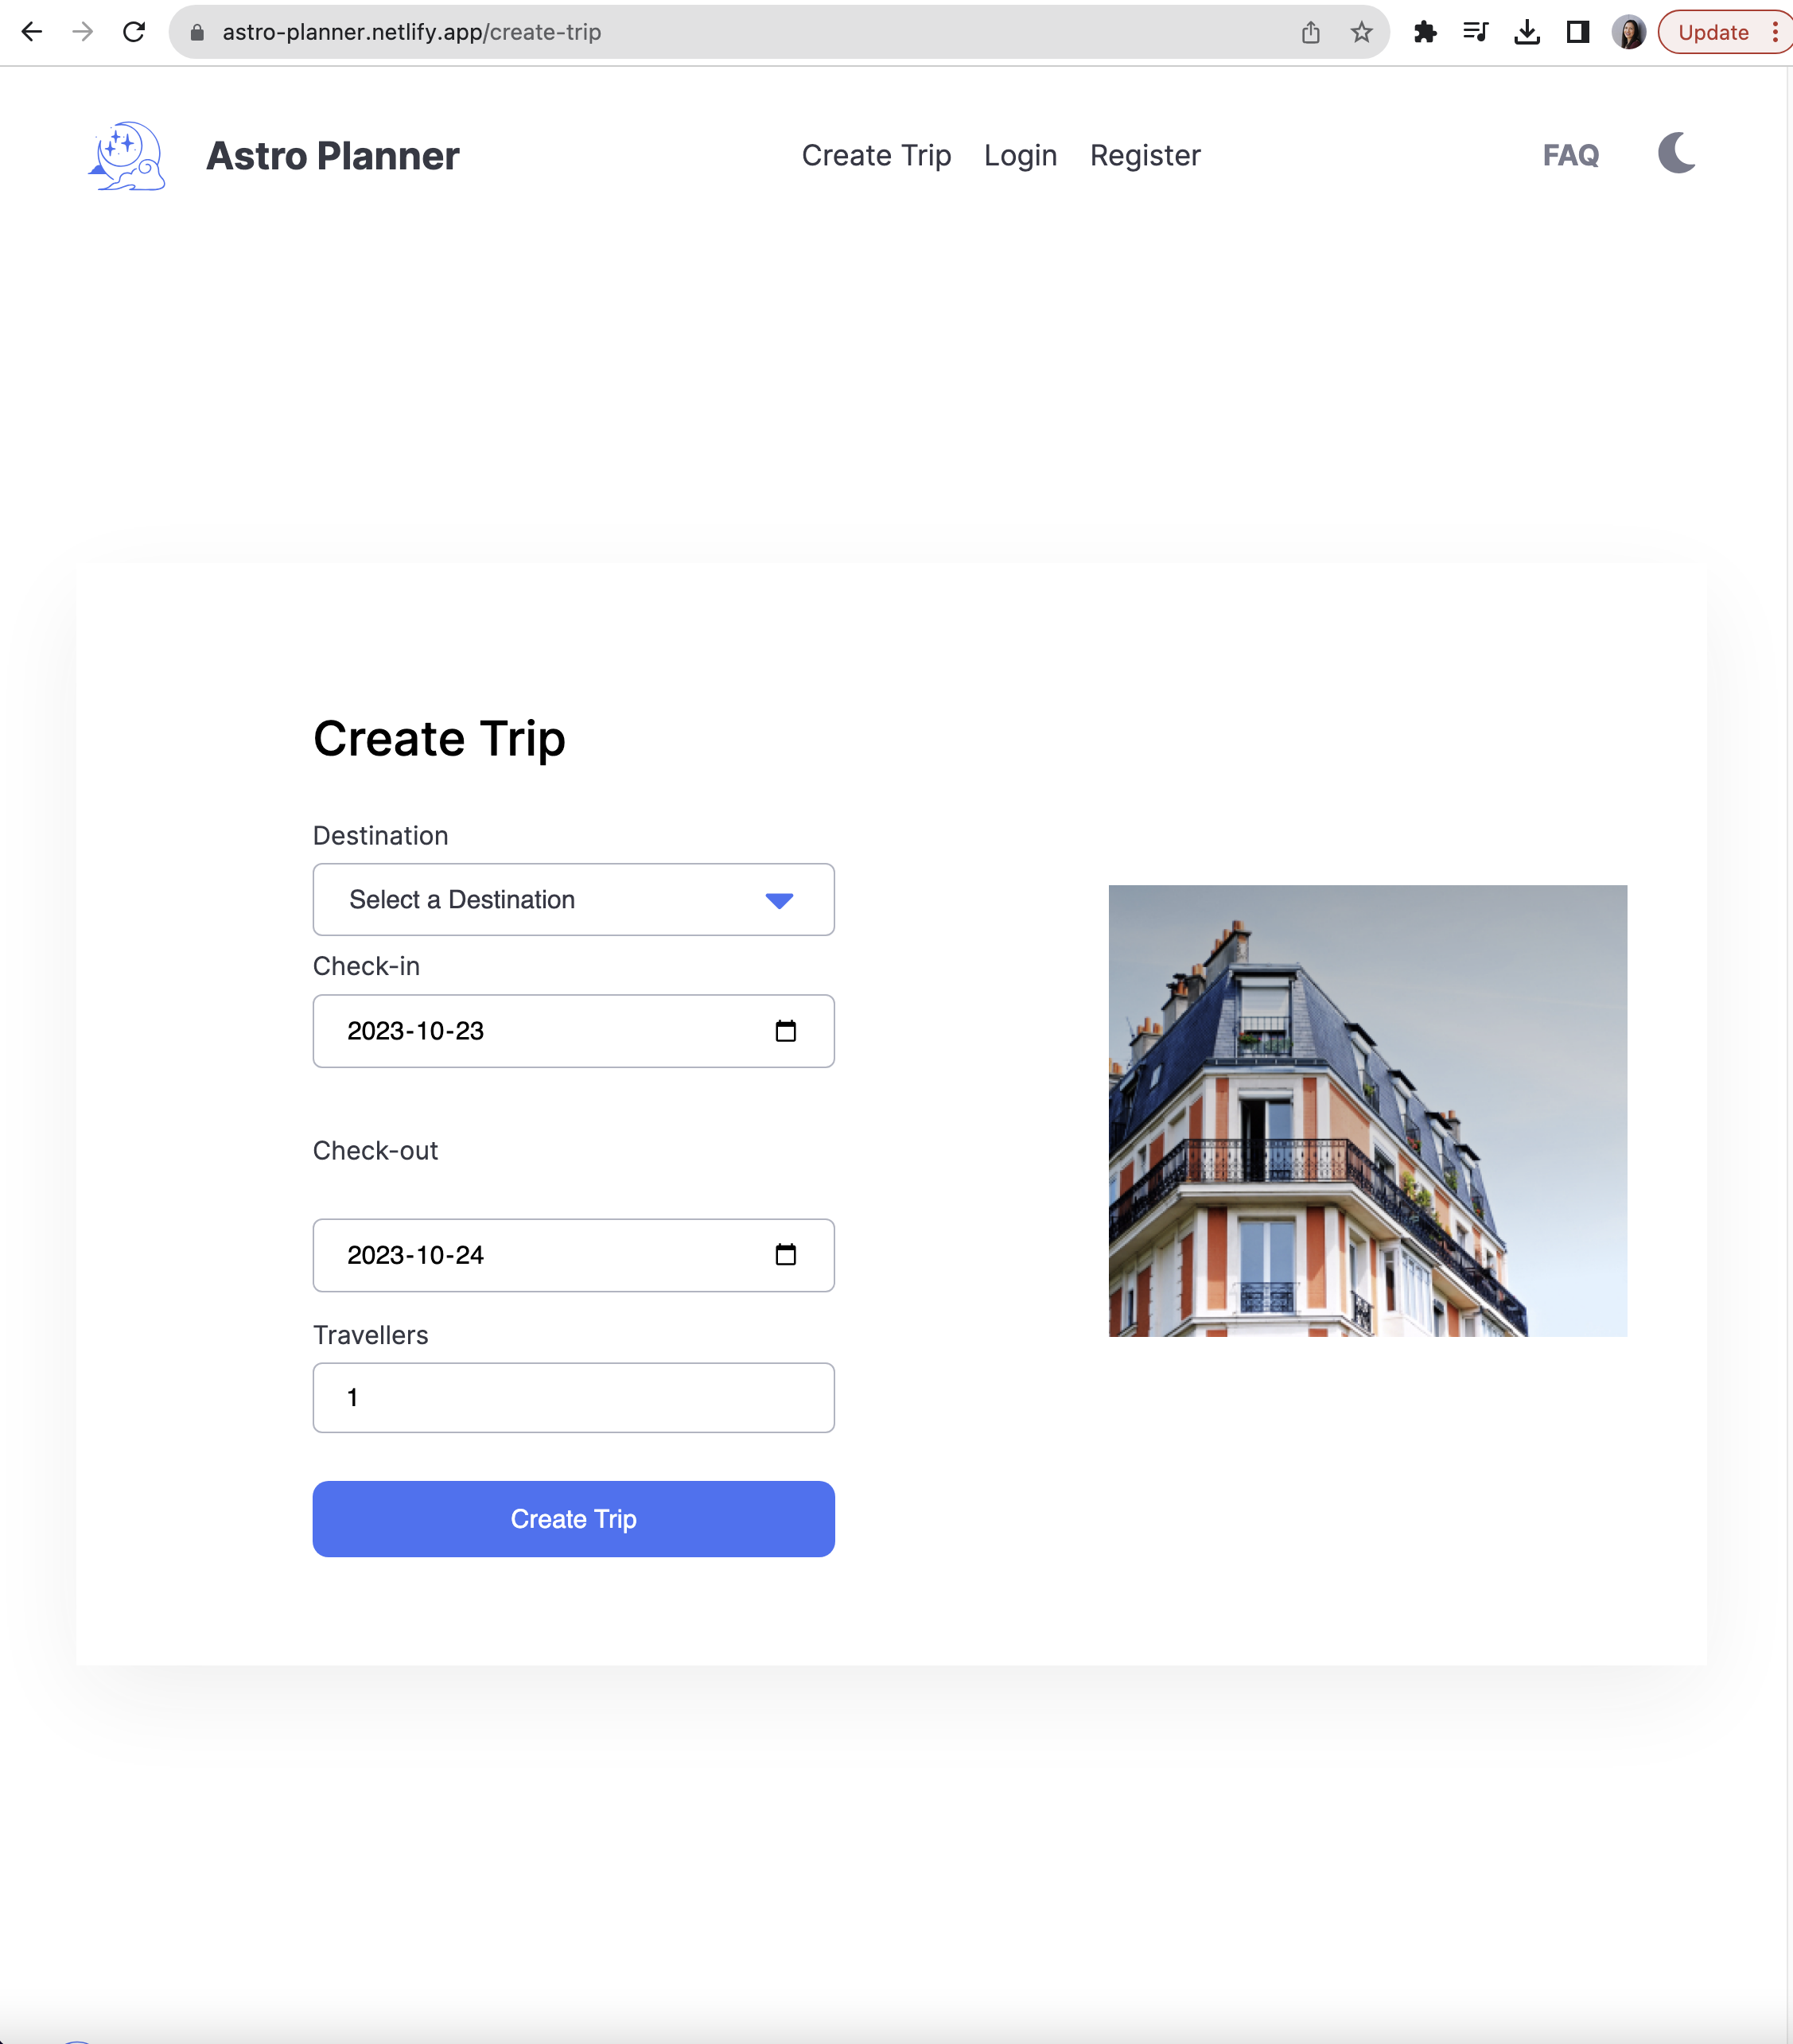 astro-planner.netlify.app/create-trip
Update
Astro Planner
Create Trip Login Register
FAQ
Create Trip
Destination
Select a Destination
Check-in
2023-10-23
Check-out
2023-10-24
Travellers
1
Create Trip